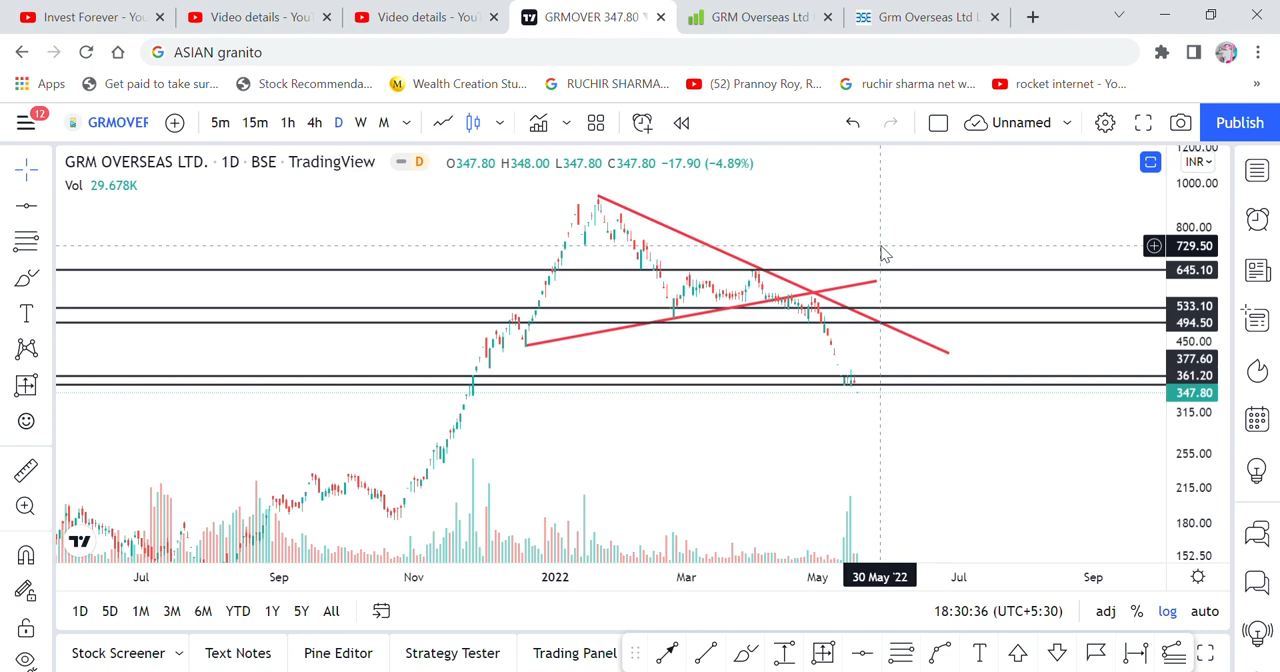 Invest Forever - You
Video details - YouT
Video details - YouT
GRMOVER 347.80
GRM Overseas Ltd
BSE
Grm Overseas Ltd L
ASIAN granito
Apps
Get paid to take sur...
Stock Recommenda...
M
Wealth Creation Stu...
RUCHIR SHARMA...
(52) Prannoy Roy, R...
ruchir sharma net w...
rocket internet - Yo...
»
12
GRMOVER
5m
15m
1h
4h
D
W
M
Unnamed
Publish
GRM OVERSEAS LTD. · 1D · BSE · TradingView
D
O347.80 H348.00 L347.80 C347.80 −17.90 (−4.89%)
Vol 29.678K
INR
1200.00
1000.00
800.00
729.50
645.10
533.10
494.50
450.00
377.60
361.20
347.80
315.00
255.00
215.00
180.00
152.50
Jul
Sep
Nov
2022
Mar
May
30 May '22
Jul
Sep
1D
5D
1M
3M
6M
YTD
1Y
5Y
All
18:30:36 (UTC+5:30)
adj
%
log
auto
Stock Screener
Text Notes
Pine Editor
Strategy Tester
Trading Panel